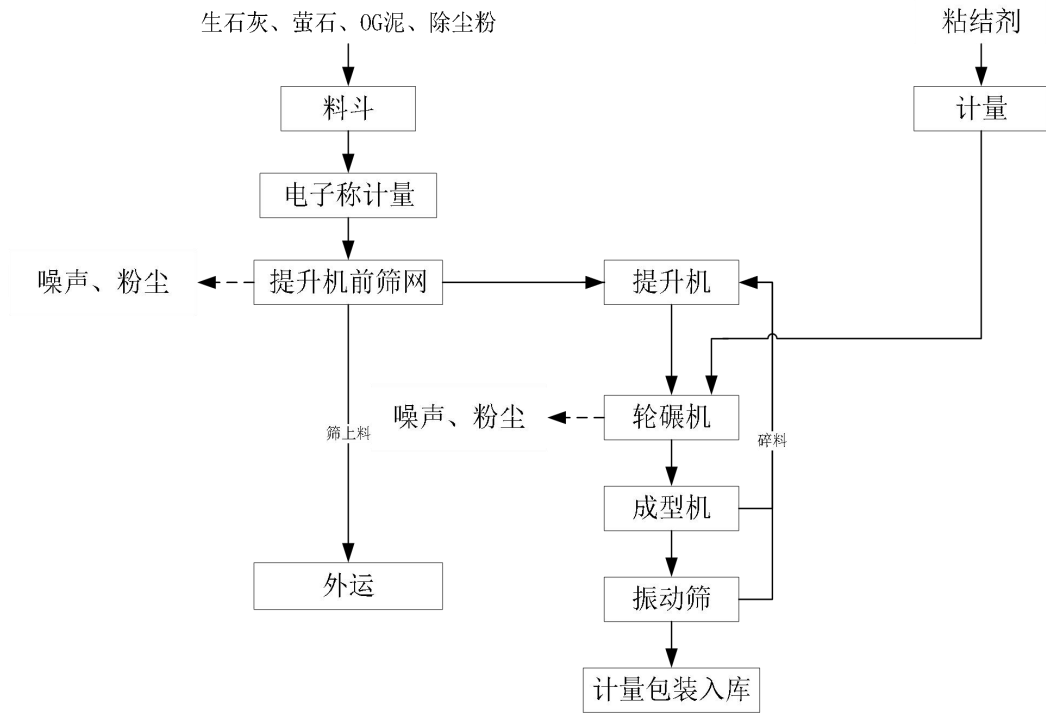 生石灰、萤石、OG泥、除尘粉
粘结剂
料斗
计量
电子称计量
噪声、粉尘
提升机前筛网
提升机
噪声、粉尘
轮碾机
筛上料
碎料
成型机
外运
振动筛
计量包装入库